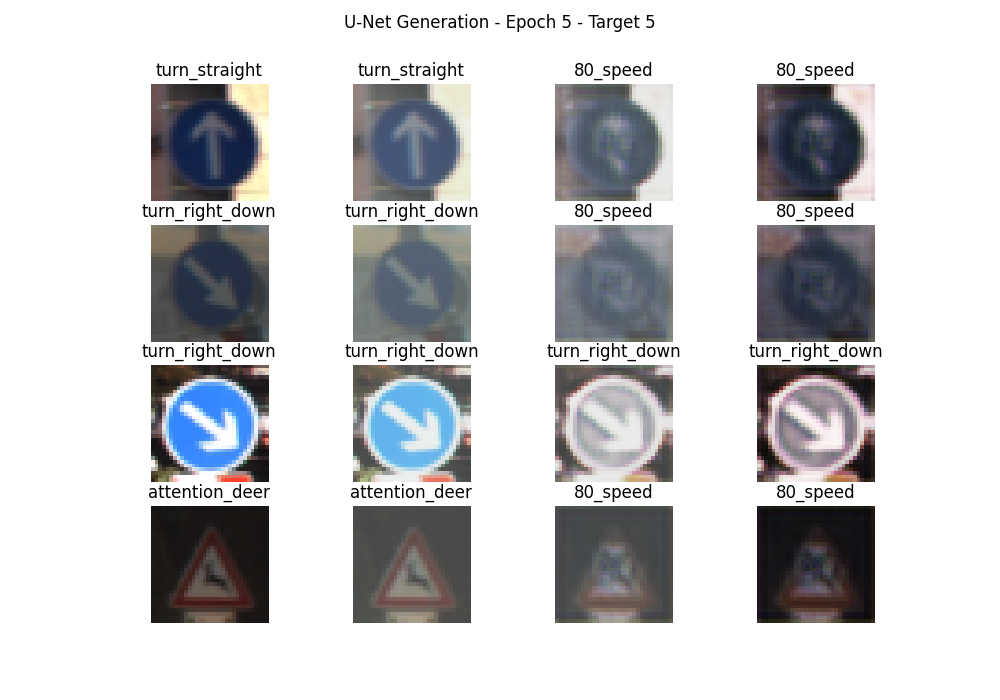 U-Net Generation - Epoch 5 - Target 5
turn_straight turn_straight 80_speed 80_speed
turn_right_down turn_right_down 80_speed 80_speed
turn_right_down turn_right_down turn_right_down turn_right_down
attention_deer attention_deer 80_speed 80_speed